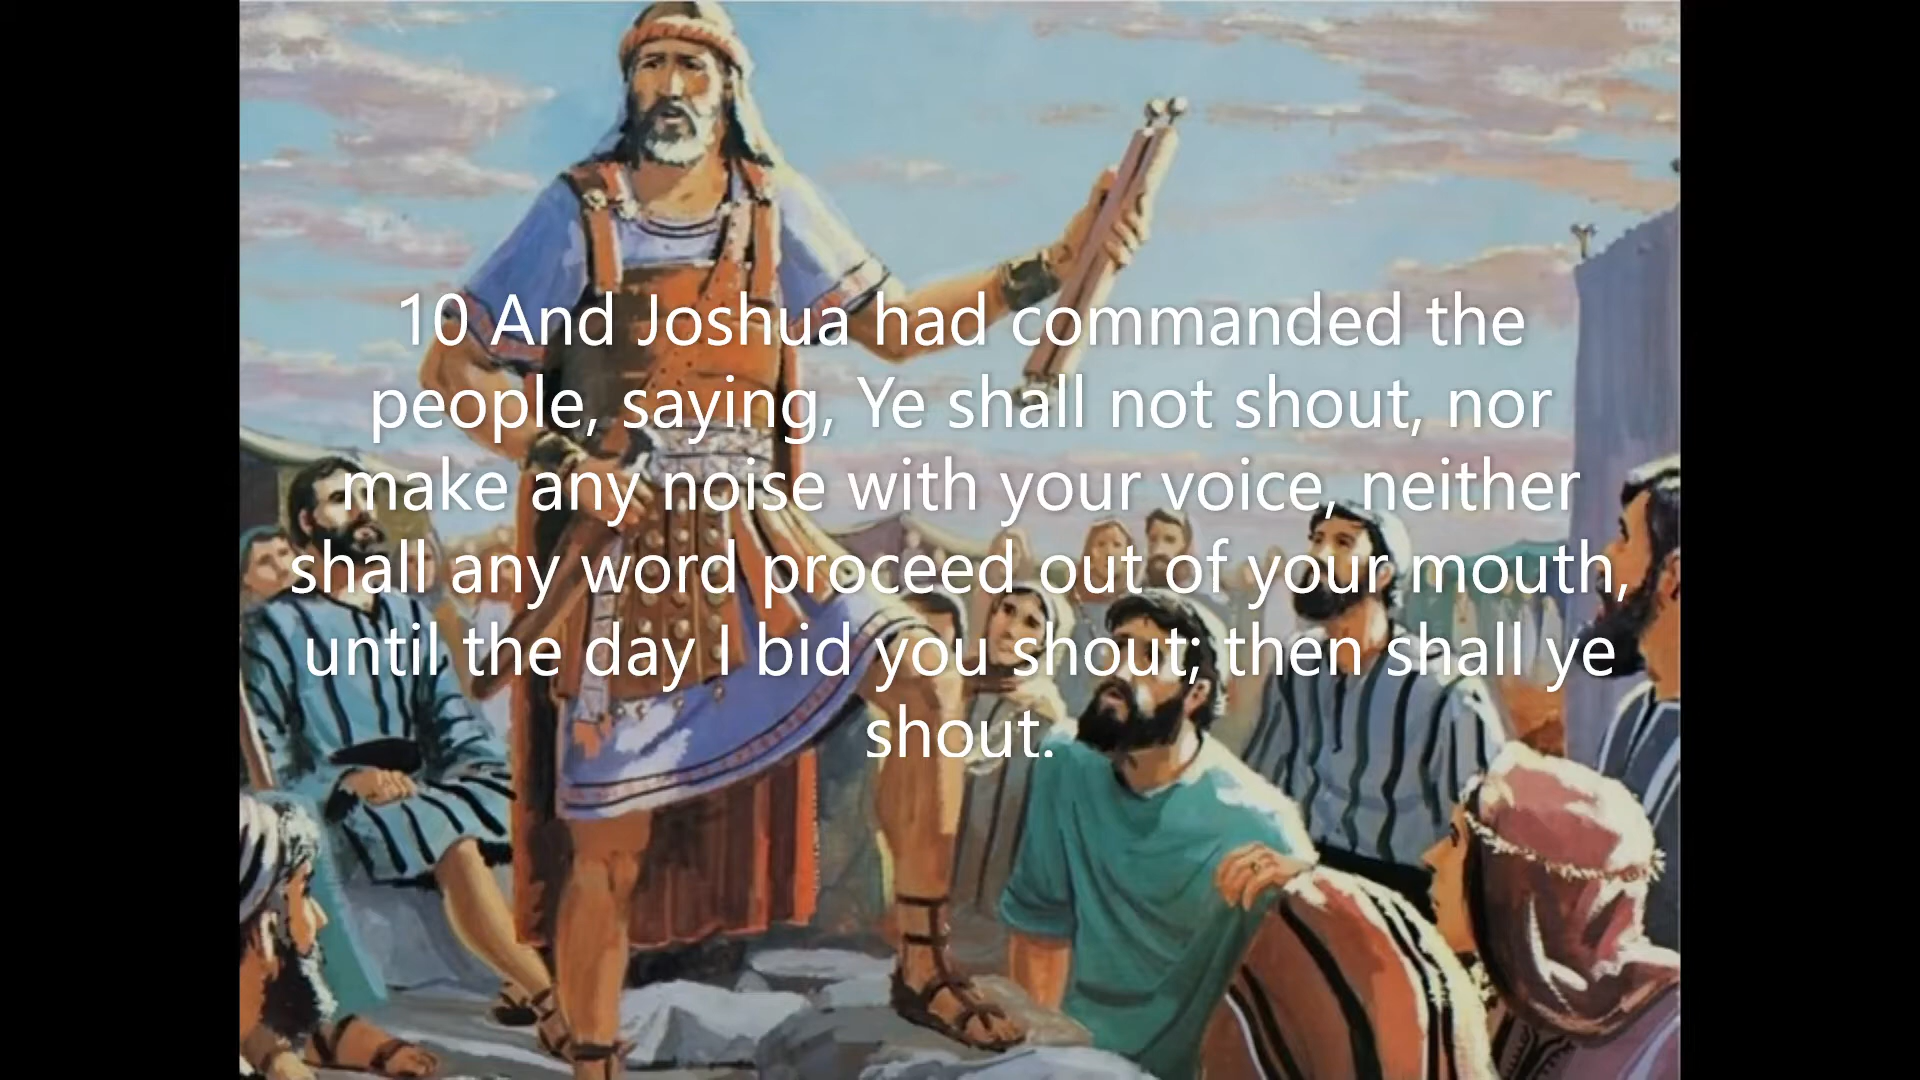 10 And Joshua had commanded the
people, saying, Ye shall not shout, nor
make any noise with your voice, neither
shall any word proceed out of your mouth,
until the day I bid you shout; then shall ye
shout.